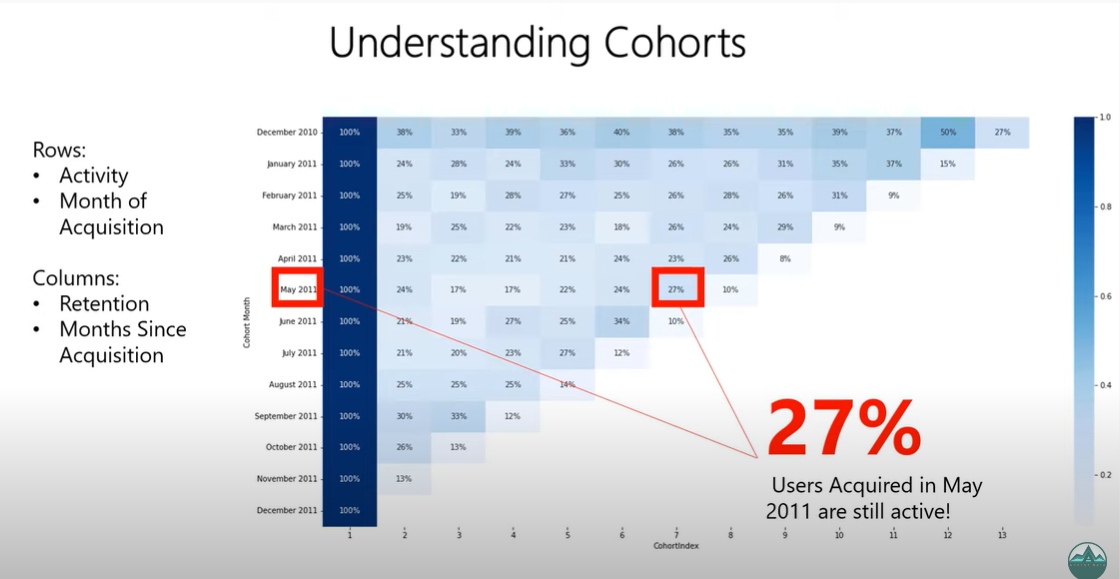 Understanding Cohorts
Rows:
• Activity
• Month of
Acquisition
Columns:
• Retention
• Months Since
Acquisition
Cohort Month
December 2010 100% 38% 33% 39% 36% 40% 38% 35% 35% 39% 37% 50% 27%
January 2011 100% 24% 28% 24% 33% 30% 26% 26% 31% 35% 37% 15%
February 2011 100% 25% 19% 28% 27% 25% 26% 28% 26% 31% 9%
March 2011 100% 19% 25% 22% 23% 18% 26% 24% 29% 9%
April 2011 100% 23% 22% 21% 21% 24% 23% 26% 8%
May 2011 100% 24% 17% 17% 22% 24% 27% 10%
June 2011 100% 21% 19% 27% 25% 34% 10%
July 2011 100% 21% 20% 23% 27% 12%
August 2011 100% 25% 25% 25% 14%
September 2011 100% 30% 33% 12%
October 2011 100% 26% 13%
November 2011 100% 13%
December 2011 100%
1 2 3 4 5 6 7 8 9 10 11 12 13
CohortIndex
1.0
0.8
0.6
0.4
0.2
27%
Users Acquired in May
2011 are still active!